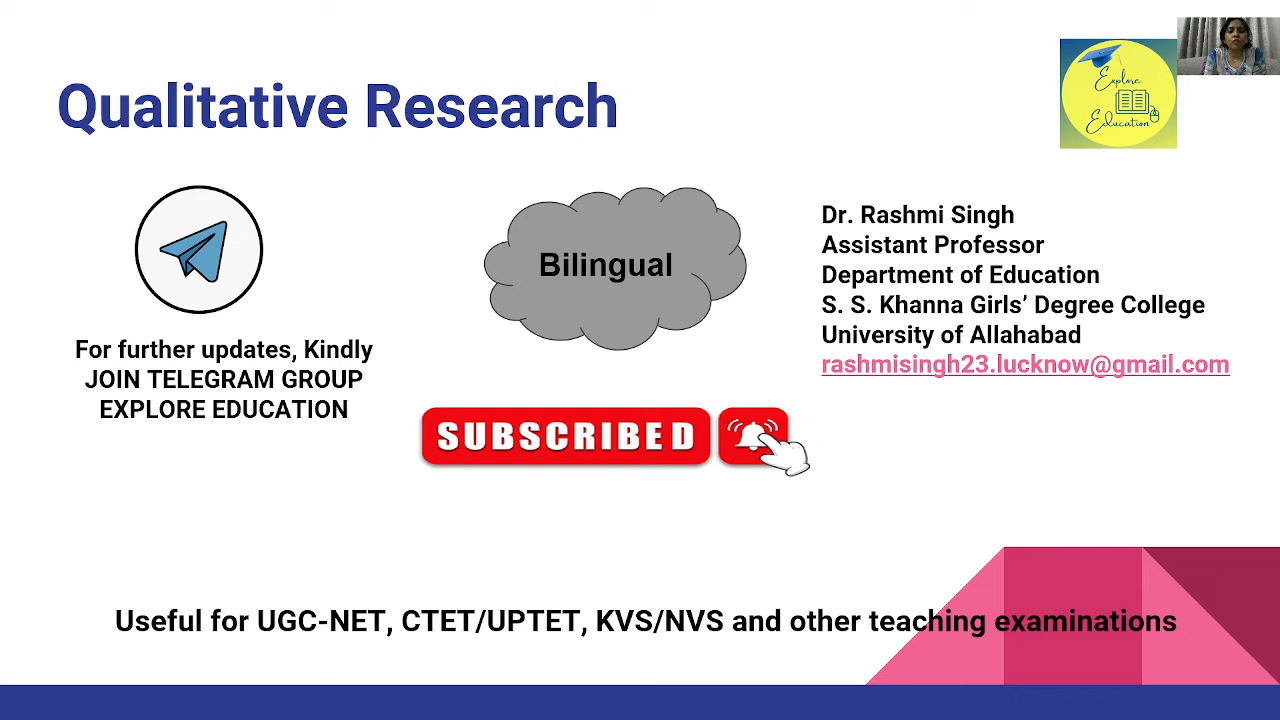 Qualitative Research
Explore
Education
For further updates, Kindly
JOIN TELEGRAM GROUP
EXPLORE EDUCATION
Bilingual
SUBSCRIBED
Dr. Rashmi Singh
Assistant Professor
Department of Education
S. S. Khanna Girls’ Degree College
University of Allahabad
rashmisingh23.lucknow@gmail.com
Useful for UGC-NET, CTET/UPTET, KVS/NVS and other teaching examinations